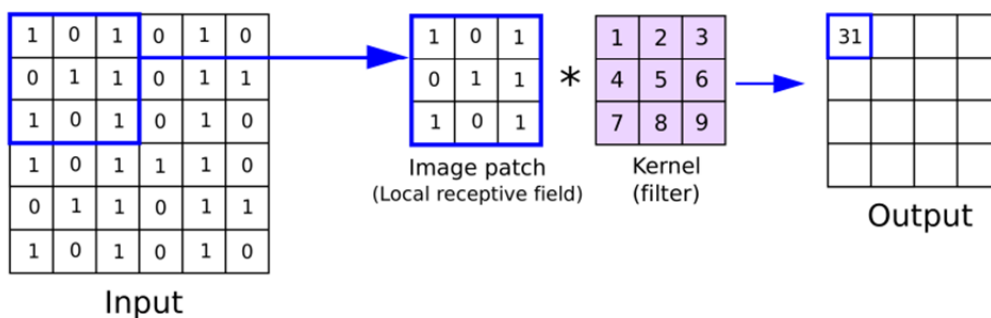 1 0 1 0 1 0
0 1 1 0 1 1
1 0 1 0 1 0
1 0 1 1 1 0
0 1 1 0 1 1
1 0 1 0 1 0
Input
1 0 1
0 1 1
1 0 1
Image patch
(Local receptive field)
*
1 2 3
4 5 6
7 8 9
Kernel
(filter)
31
Output